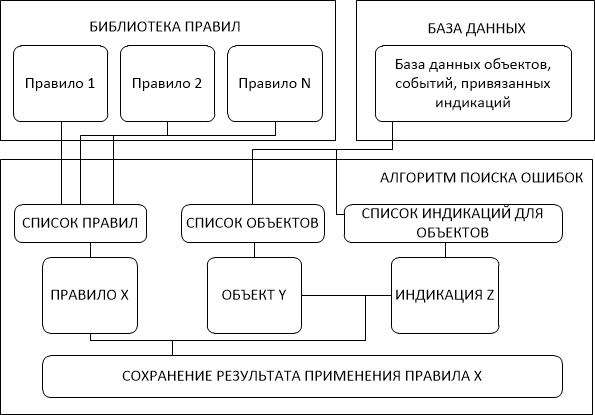 БИБЛИОТЕКА ПРАВИЛ
Правило 1
Правило 2
Правило N
БАЗА ДАННЫХ
База данных объектов,
событий, привязанных
индикаций
АЛГОРИТМ ПОИСКА ОШИБОК
СПИСОК ПРАВИЛ
СПИСОК ОБЪЕКТОВ
СПИСОК ИНДИКАЦИЙ ДЛЯ
ОБЪЕКТОВ
ПРАВИЛО X
ОБЪЕКТ Y
ИНДИКАЦИЯ Z
СОХРАНЕНИЕ РЕЗУЛЬТАТА ПРИМЕНЕНИЯ ПРАВИЛА X